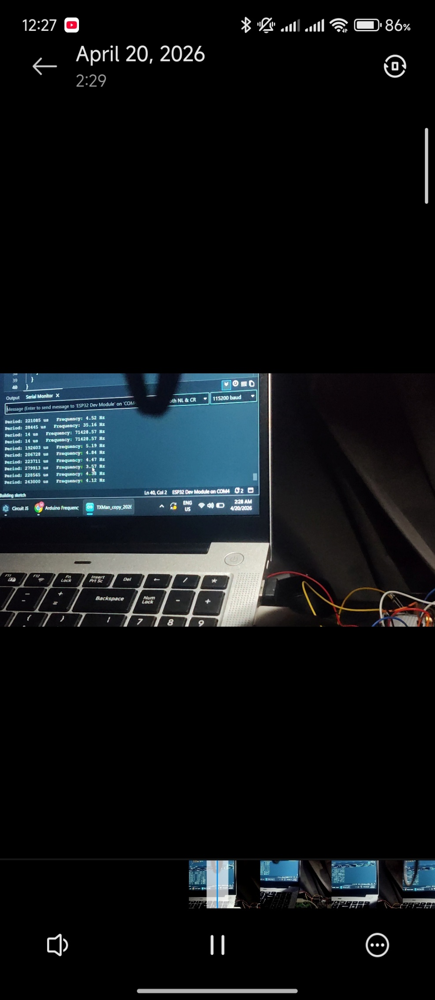 12:27
86%
April 20, 2026
2:29
39 }
40 }
Output Serial Monitor X
Message (Enter to send message to 'ESP32 Dev Module' on 'COM
oth NL & CR
115200 baud
Period: 221085 us Frequency: 4.52 Hz
Period: 28445 us Frequency: 35.16 Hz
Period: 14 us Frequency: 71428.57 Hz
Period: 14 us Frequency: 71428.57 Hz
Period: 192603 us Frequency: 5.19 Hz
Period: 206728 us Frequency: 4.84 Hz
Period: 223711 us Frequency: 4.47 Hz
Period: 279913 us Frequency: 3.57 Hz
Period: 228565 us Frequency: 4.38 Hz
Period: 243000 us Frequency: 4.12 Hz
Building sketch
Ln 40, Col 2 ESP32 Dev Module on COM4 2
Circuit JS
Arduino Frequenc
TXMan_copy_2026
ENG
US
2:28 AM
4/20/2026
F11
F12
Fn
Lock
Insert
Prt Sc
Del
←
/
*
-
+
=
Backspace
Num
Lock
-
+
7
8
9